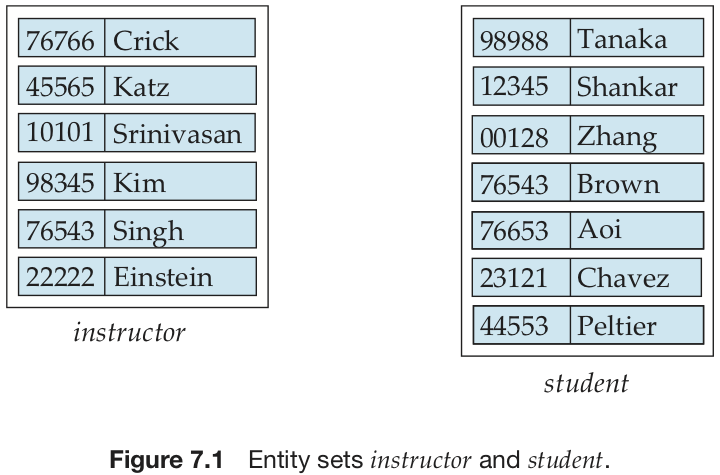 76766 Crick
45565 Katz
10101 Srinivasan
98345 Kim
76543 Singh
22222 Einstein
instructor
98988 Tanaka
12345 Shankar
00128 Zhang
76543 Brown
76653 Aoi
23121 Chavez
44553 Peltier
student
Figure 7.1 Entity sets instructor and student.